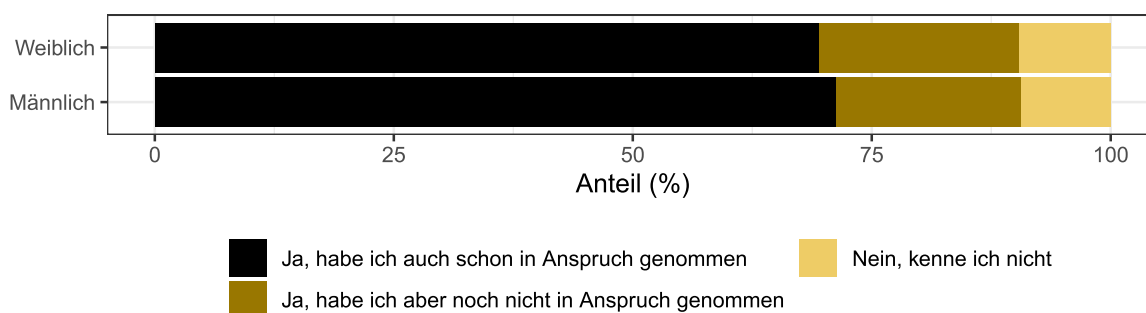 Weiblich
Männlich
0 25 50 75 100
Anteil (%)
Ja, habe ich auch schon in Anspruch genommen
Nein, kenne ich nicht
Ja, habe ich aber noch nicht in Anspruch genommen